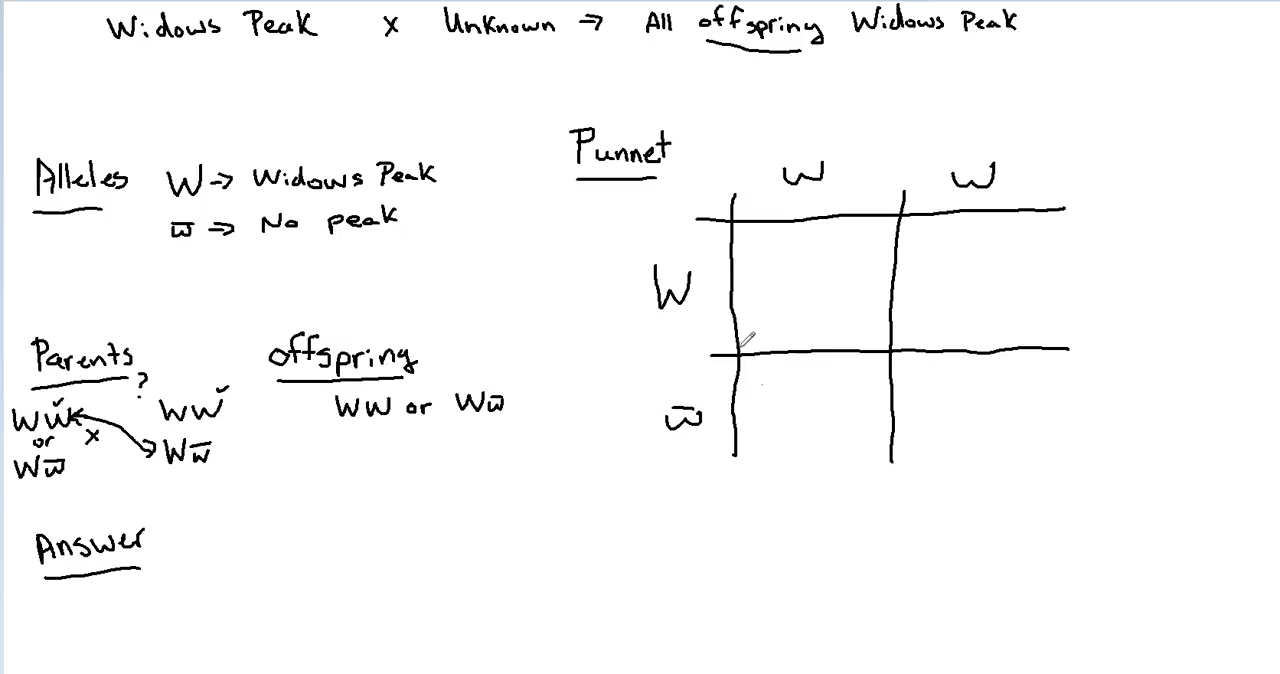 Widows Peak x Unknown → All offspring Widows Peak
Alleles W → Widows Peak
w̅ → No peak
Punnet
W W
W
w̅
Parents ?
WW x WW
or
Ww̅ Ww̅
offspring
WW or Ww̅
Answer